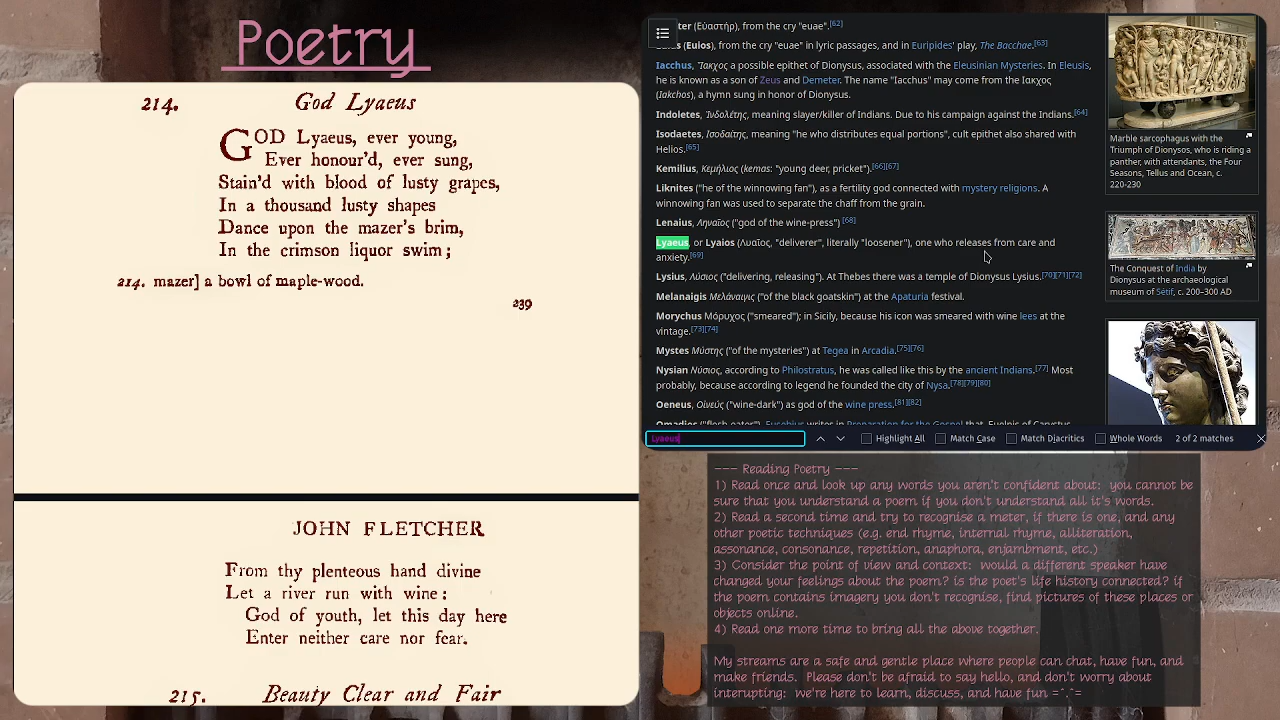 Poetry
214. God Lyaeus
GOD Lyaeus, ever young,
Ever honour'd, ever sung,
Stain'd with blood of lusty grapes,
In a thousand lusty shapes
Dance upon the mazer's brim,
In the crimson liquor swim;
214. mazer] a bowl of maple-wood.
239
JOHN FLETCHER
From thy plenteous hand divine
Let a river run with wine:
God of youth, let this day here
Enter neither care nor fear.
215. Beauty Clear and Fair
(Εὐαστήρ), from the cry "euae".[62]
(Euios), from the cry "euae" in lyric passages, and in Euripides' play, The Bacchae.[63]
Iacchus, Ἴακχος a possible epithet of Dionysus, associated with the Eleusinian Mysteries. In Eleusis,
he is known as a son of Zeus and Demeter. The name "Iacchus" may come from the Ιακχος
(Iakchos), a hymn sung in honor of Dionysus.
Indoletes, Ἰνδολέτης, meaning slayer/killer of Indians. Due to his campaign against the Indians.[64]
Isodaetes, Ισοδαίτης, meaning "he who distributes equal portions", cult epithet also shared with
Helios.[65]
Kemilius, Κεμήλιος (kemas: "young deer, pricket").[66][67]
Liknites ("he of the winnowing fan"), as a fertility god connected with mystery religions. A
winnowing fan was used to separate the chaff from the grain.
Lenaius, Ληναῖος ("god of the wine-press") [68]
Lyaeus, or Lyaios (Λυαῖος, "deliverer", literally "loosener"), one who releases from care and
anxiety.[69]
Lysius, Λύσιος ("delivering, releasing"). At Thebes there was a temple of Dionysus Lysius.[70][71][72]
Melanaigis Μελάναιγις ("of the black goatskin") at the Apaturia festival.
Morychus Μόρυχος ("smeared"); in Sicily, because his icon was smeared with wine lees at the
vintage.[73][74]
Mystes Μύστης ("of the mysteries") at Tegea in Arcadia.[75][76]
Nysian Νύσιος, according to Philostratus, he was called like this by the ancient Indians.[77] Most
probably, because according to legend he founded the city of Nysa.[78][79][80]
Oeneus, Οἰνεύς ("wine-dark") as god of the wine press.[81][82]
Omadios ("flesh-eater"), Eusebius writes in Preparation for the Gospel that Euelpis of Carystus
Marble sarcophagus with the
Triumph of Dionysos, who is riding a
panther, with attendants, the Four
Seasons, Tellus and Ocean, c.
220-230
The Conquest of India by
Dionysus at the archaeological
museum of Sétif, c. 200–300 AD
Lyaeus
Highlight All
Match Case
Match Diacritics
Whole Words
2 of 2 matches
--- Reading Poetry ---
1) Read once and look up any words you aren't confident about: you cannot be
sure that you understand a poem if you don't understand all it's words.
2) Read a second time and try to recognise a meter, if there is one, and any
other poetic techniques (e.g. end rhyme, internal rhyme, alliteration,
assonance, consonance, repetition, anaphora, enjambment, etc.)
3) Consider the point of view and context: would a different speaker have
changed your feelings about the poem? is the poet's life history connected? if
the poem contains imagery you don't recognise, find pictures of these places or
objects online.
4) Read one more time to bring all the above together.
My streams are a safe and gentle place where people can chat, have fun, and
make friends. Please don't be afraid to say hello, and don't worry about
interupting: we're here to learn, discuss, and have fun =^.^=